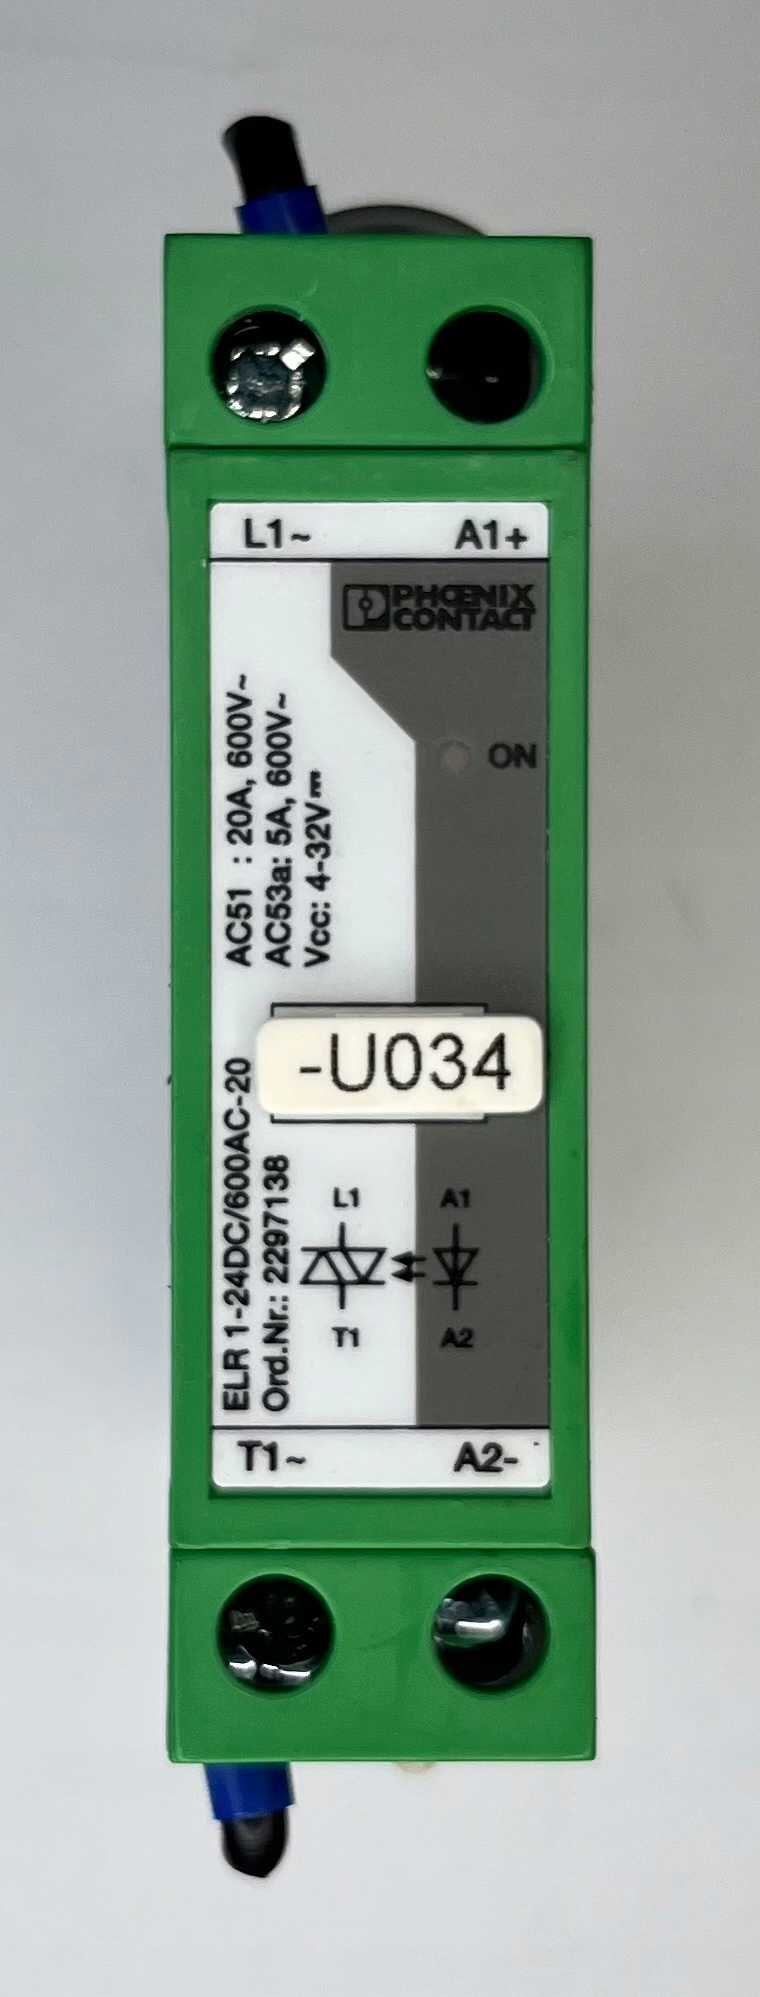 L1~ A1+
PHŒNIX
CONTACT
ON
AC51 : 20A, 600V~
AC53a: 5A, 600V~
Vcc: 4-32V⎓
-U034
ELR 1-24DC/600AC-20
Ord.Nr.: 2297138
L1 A1
T1 A2
T1~ A2-